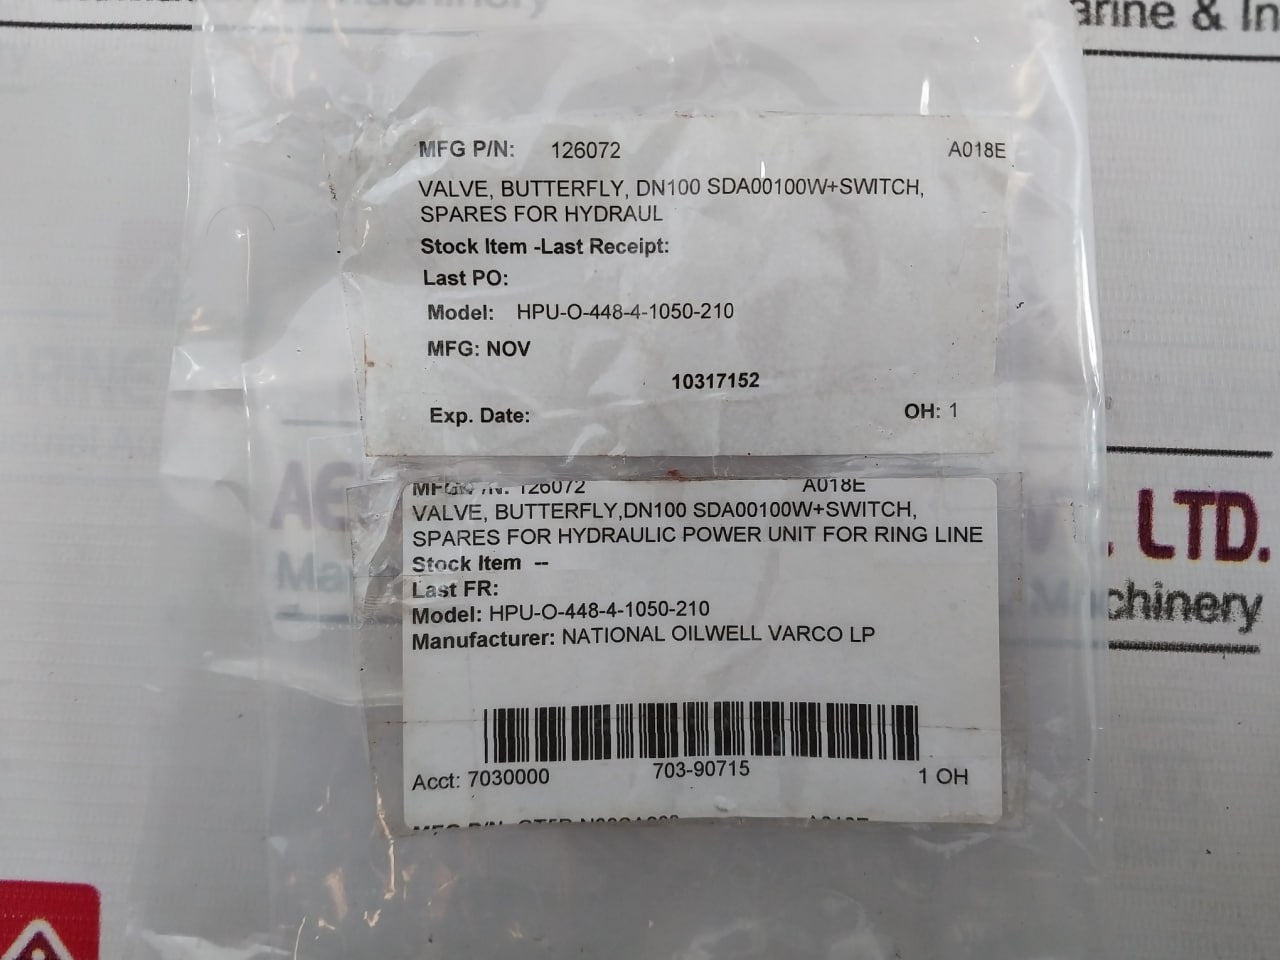 arine & In
MFG P/N: 126072 A018E
VALVE, BUTTERFLY, DN100 SDA00100W+SWITCH,
SPARES FOR HYDRAUL
Stock Item -Last Receipt:
Last PO:
Model: HPU-O-448-4-1050-210
MFG: NOV
10317152
Exp. Date: OH: 1
MFG P/N: 126072 A018E
VALVE, BUTTERFLY,DN100 SDA00100W+SWITCH,
SPARES FOR HYDRAULIC POWER UNIT FOR RING LINE
Stock Item --
Last FR:
Model: HPU-O-448-4-1050-210
Manufacturer: NATIONAL OILWELL VARCO LP
703-90715
Acct: 7030000 1 OH
LTD.
chinery